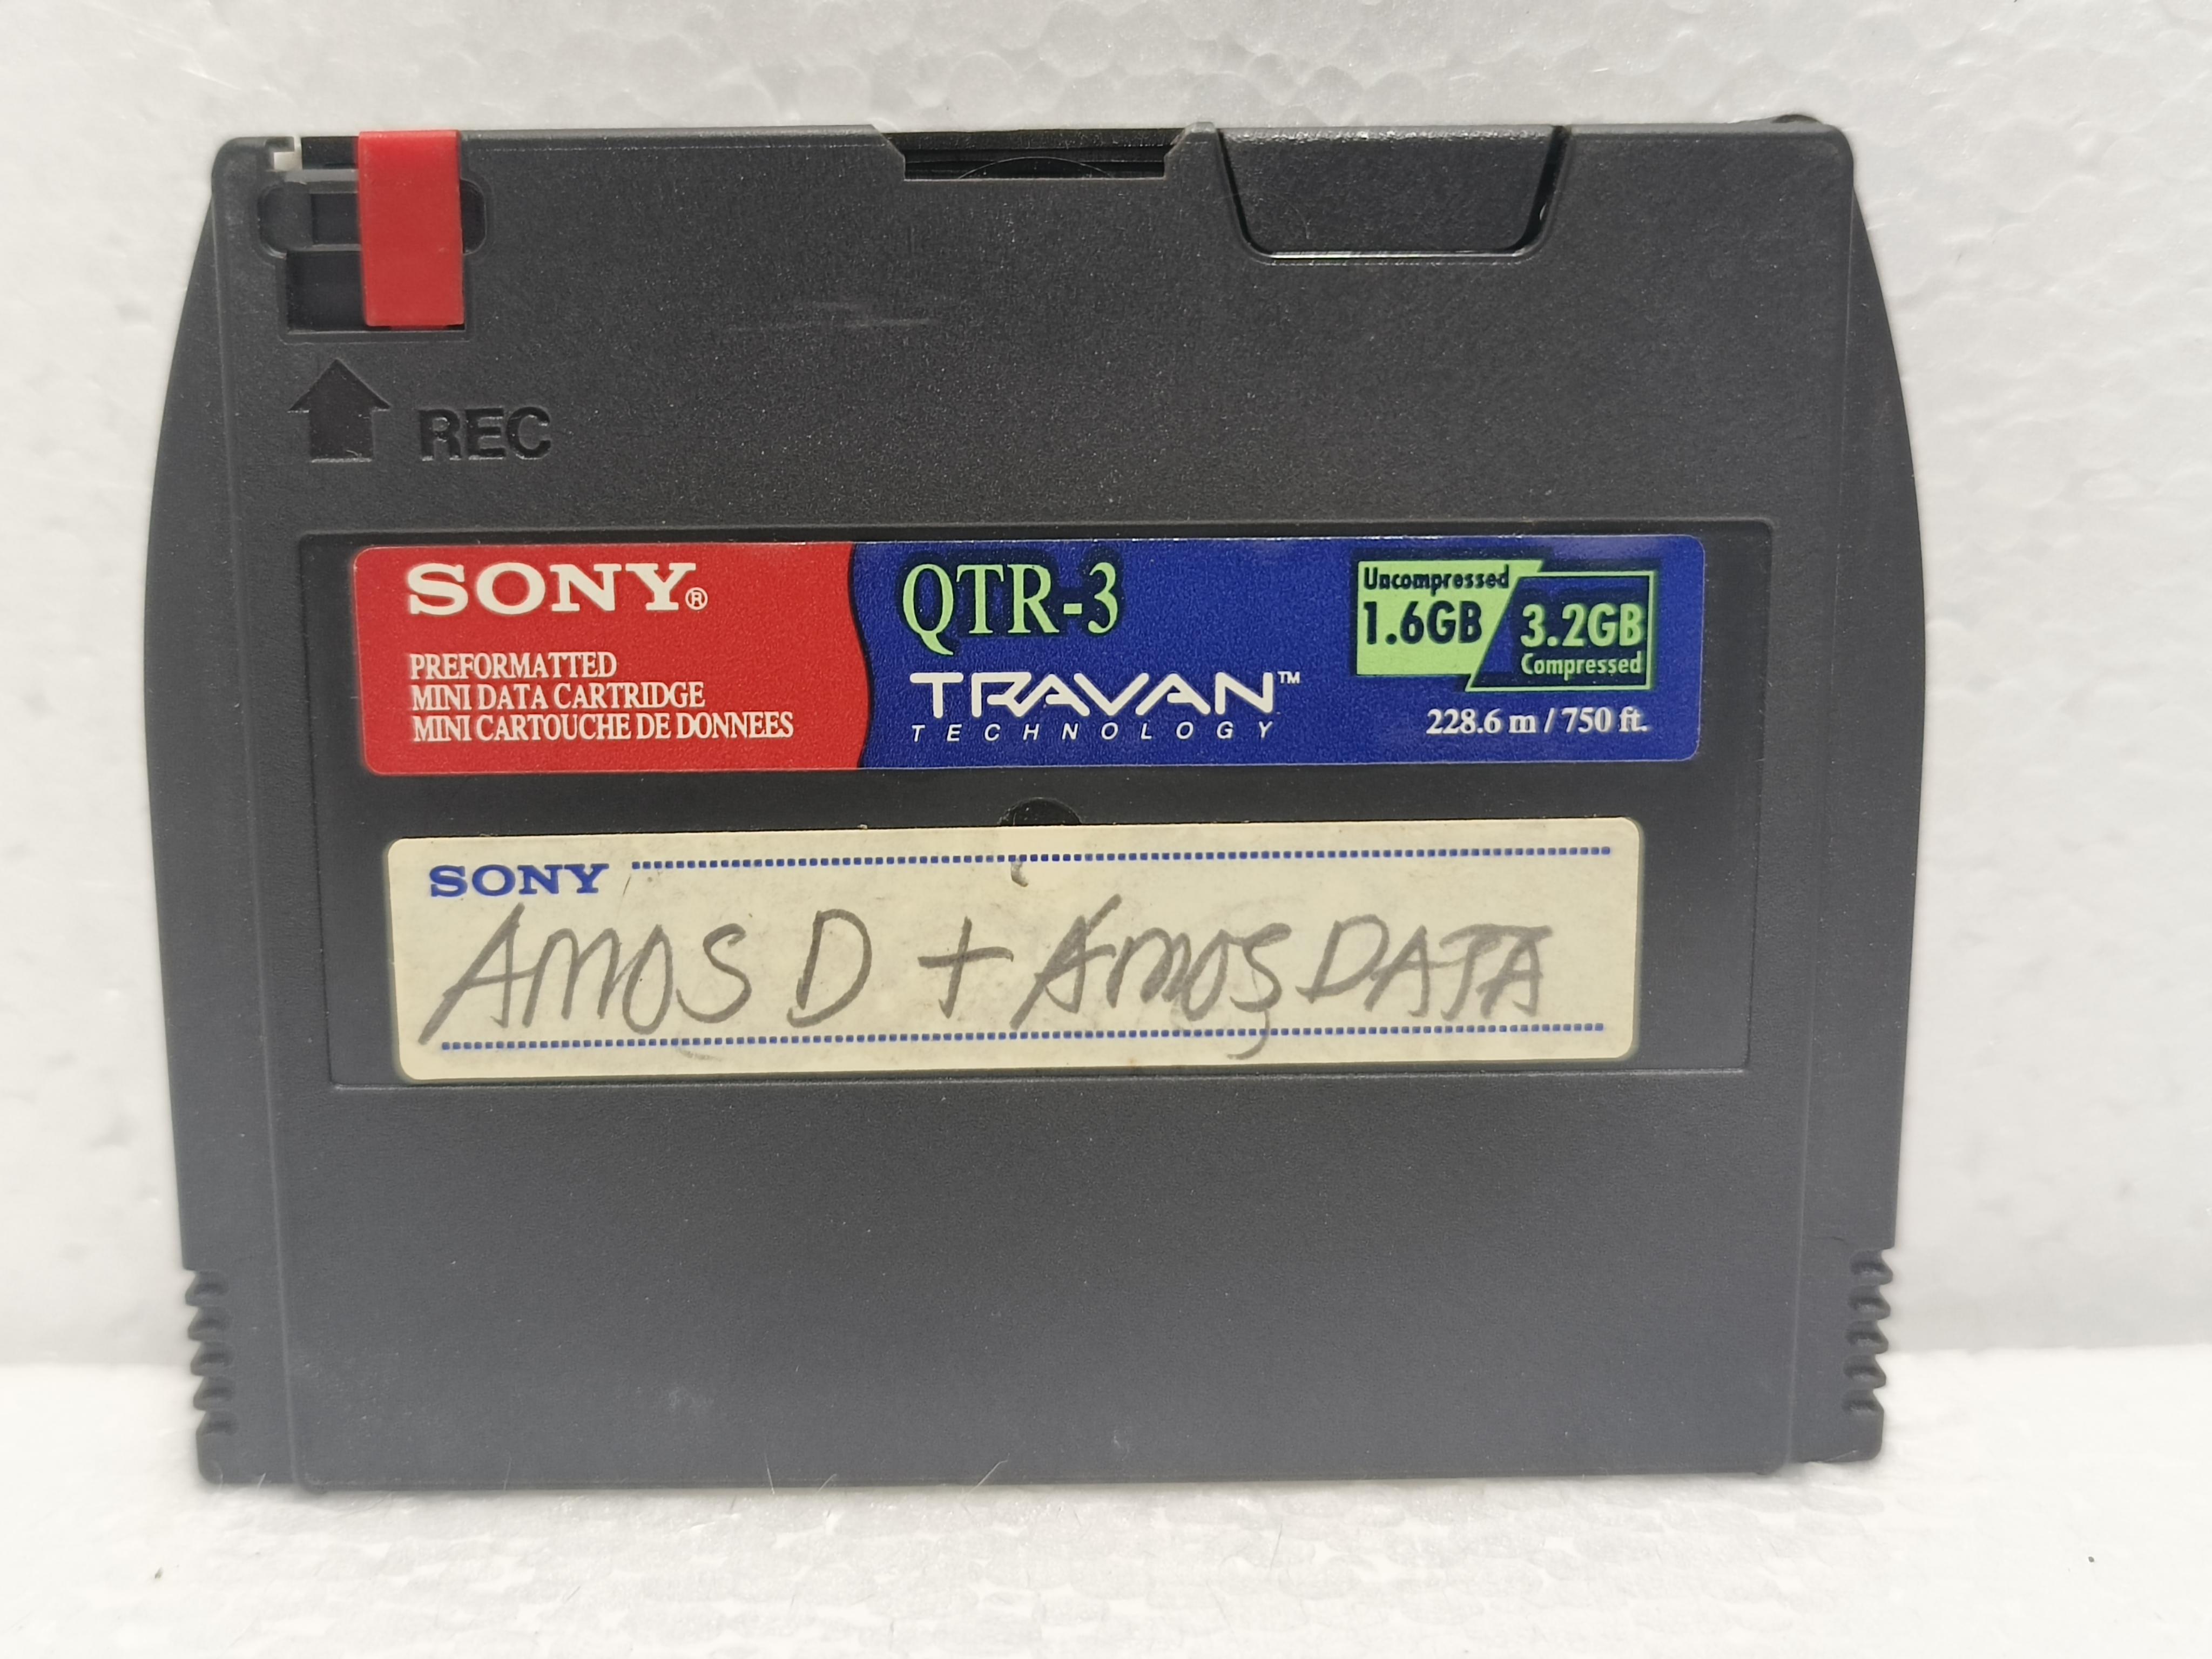 REC
SONY®
PREFORMATTED
MINI DATA CARTRIDGE
MINI CARTOUCHE DE DONNEES
QTR-3
TRAVAN™
TECHNOLOGY
Uncompressed
1.6GB
3.2GB
Compressed
228.6 m / 750 ft.
SONY
AMOS D + AMOS DATA